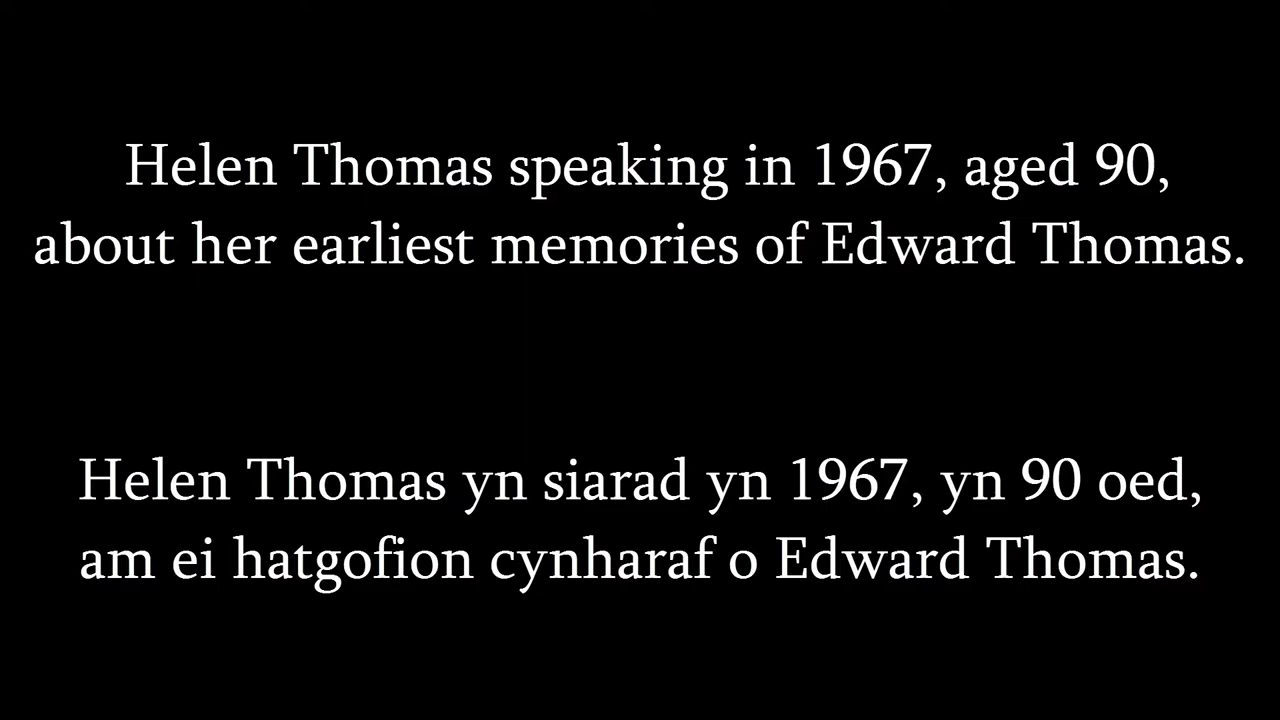 Helen Thomas speaking in 1967, aged 90,
about her earliest memories of Edward Thomas.
Helen Thomas yn siarad yn 1967, yn 90 oed,
am ei hatgofion cynharaf o Edward Thomas.